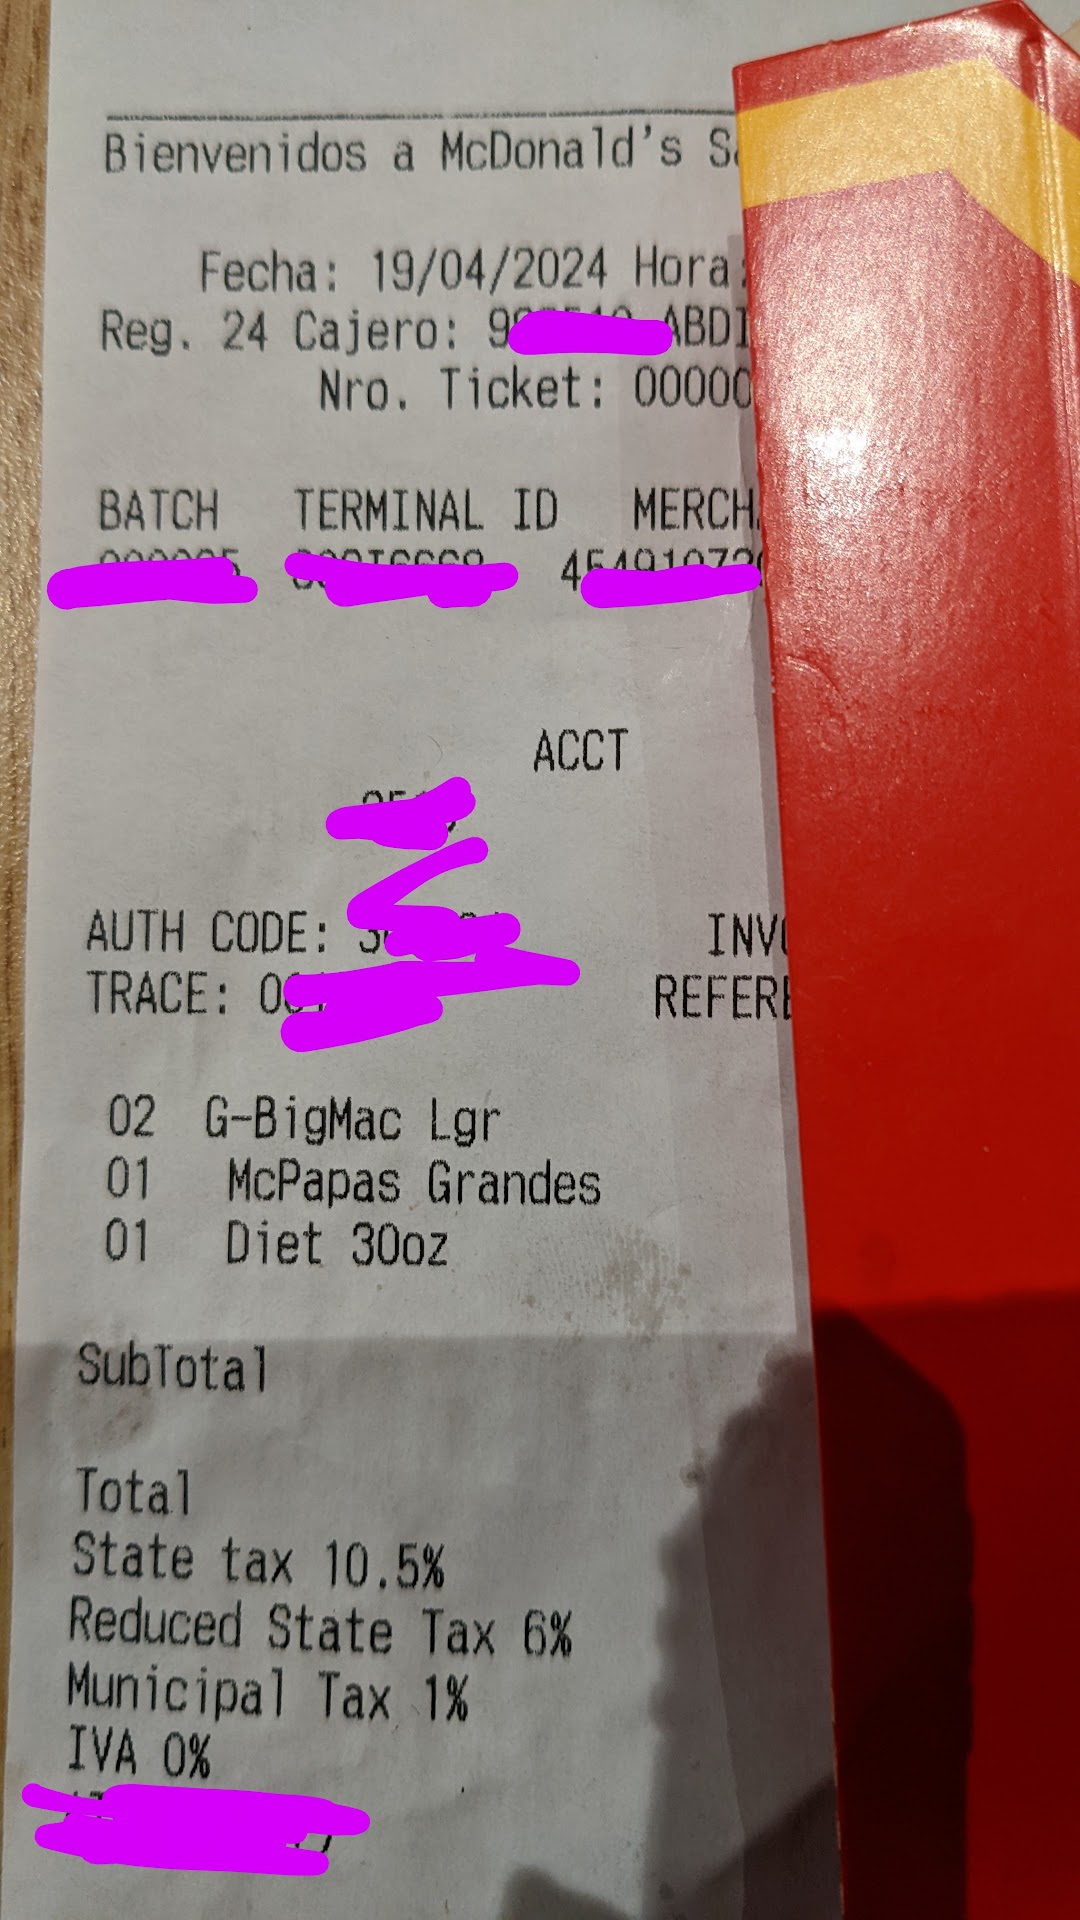 Bienvenidos a McDonald's
Fecha: 19/04/2024 Hora:
Reg. 24 Cajero:
Nro. Ticket:
BATCH TERMINAL ID
ACCT
AUTH CODE:
TRACE:
02 G-BigMac Lgr
01 McPapas Grandes
01 Diet 30oz
SubTotal
Total
State tax 10.5%
Reduced State Tax 6%
Municipal Tax 1%
IVA 0%